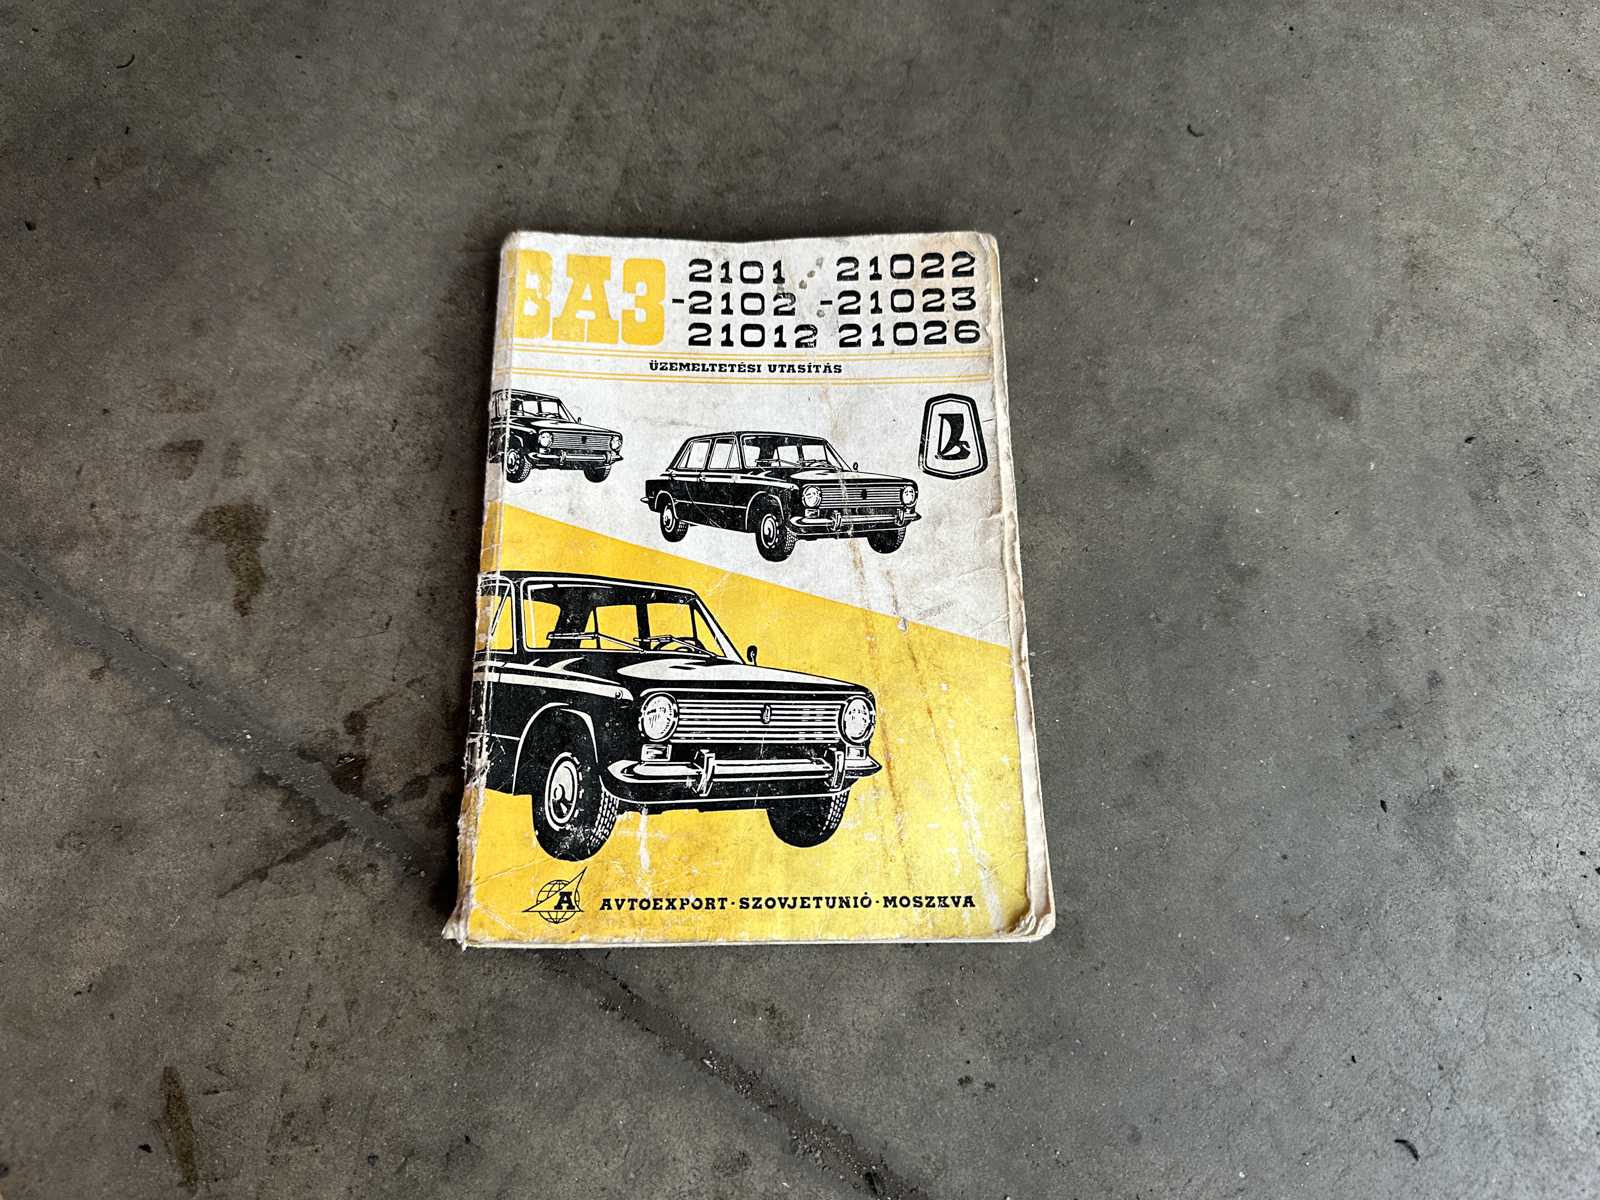 ВАЗ 2101 21022
-2102 -21023
21012 21026
ÜZEMELTETÉSI UTASÍTÁS
A AVTOEXPORT·SZOVJETUNIÓ·MOSZKVA